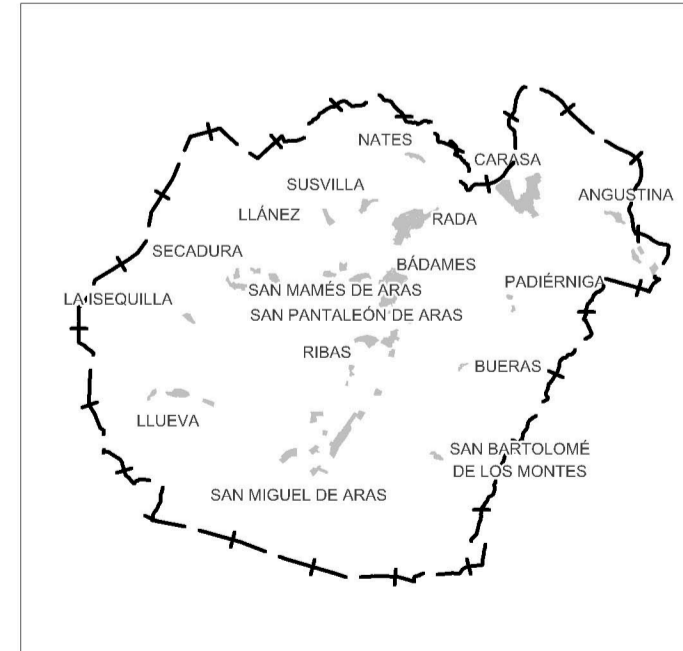 NATES
CARASA
SUSVILLA
ANGUSTINA
LLÁNEZ
RADA
SECADURA
BÁDAMES
PADIÉRNIGA
SAN MAMÉS DE ARAS
LA ISEQUILLA
SAN PANTALEÓN DE ARAS
RIBAS
BUERAS
LLUEVA
SAN BARTOLOMÉ
DE LOS MONTES
SAN MIGUEL DE ARAS